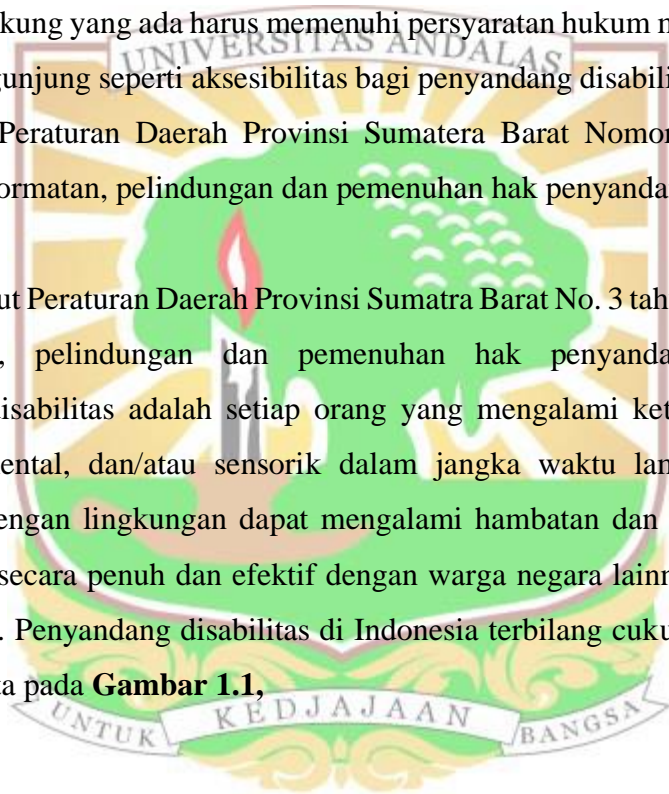 kung yang ada harus memenuhi persyaratan hukum
UNIVERSITAS ANDALAS
gunjung seperti aksesibilitas bagi penyandang disabili
Peraturan Daerah Provinsi Sumatera Barat Nomor
ormatan, pelindungan dan pemenuhan hak penyanda
ut Peraturan Daerah Provinsi Sumatra Barat No. 3 tah
, pelindungan dan pemenuhan hak penyanda
disabilitas adalah setiap orang yang mengalami ket
ental, dan/atau sensorik dalam jangka waktu lam
engan lingkungan dapat mengalami hambatan dan
secara penuh dan efektif dengan warga negara lainn
. Penyandang disabilitas di Indonesia terbilang cuku
ta pada Gambar 1.1,
UNTUK KEDJAJAAN BANGSA